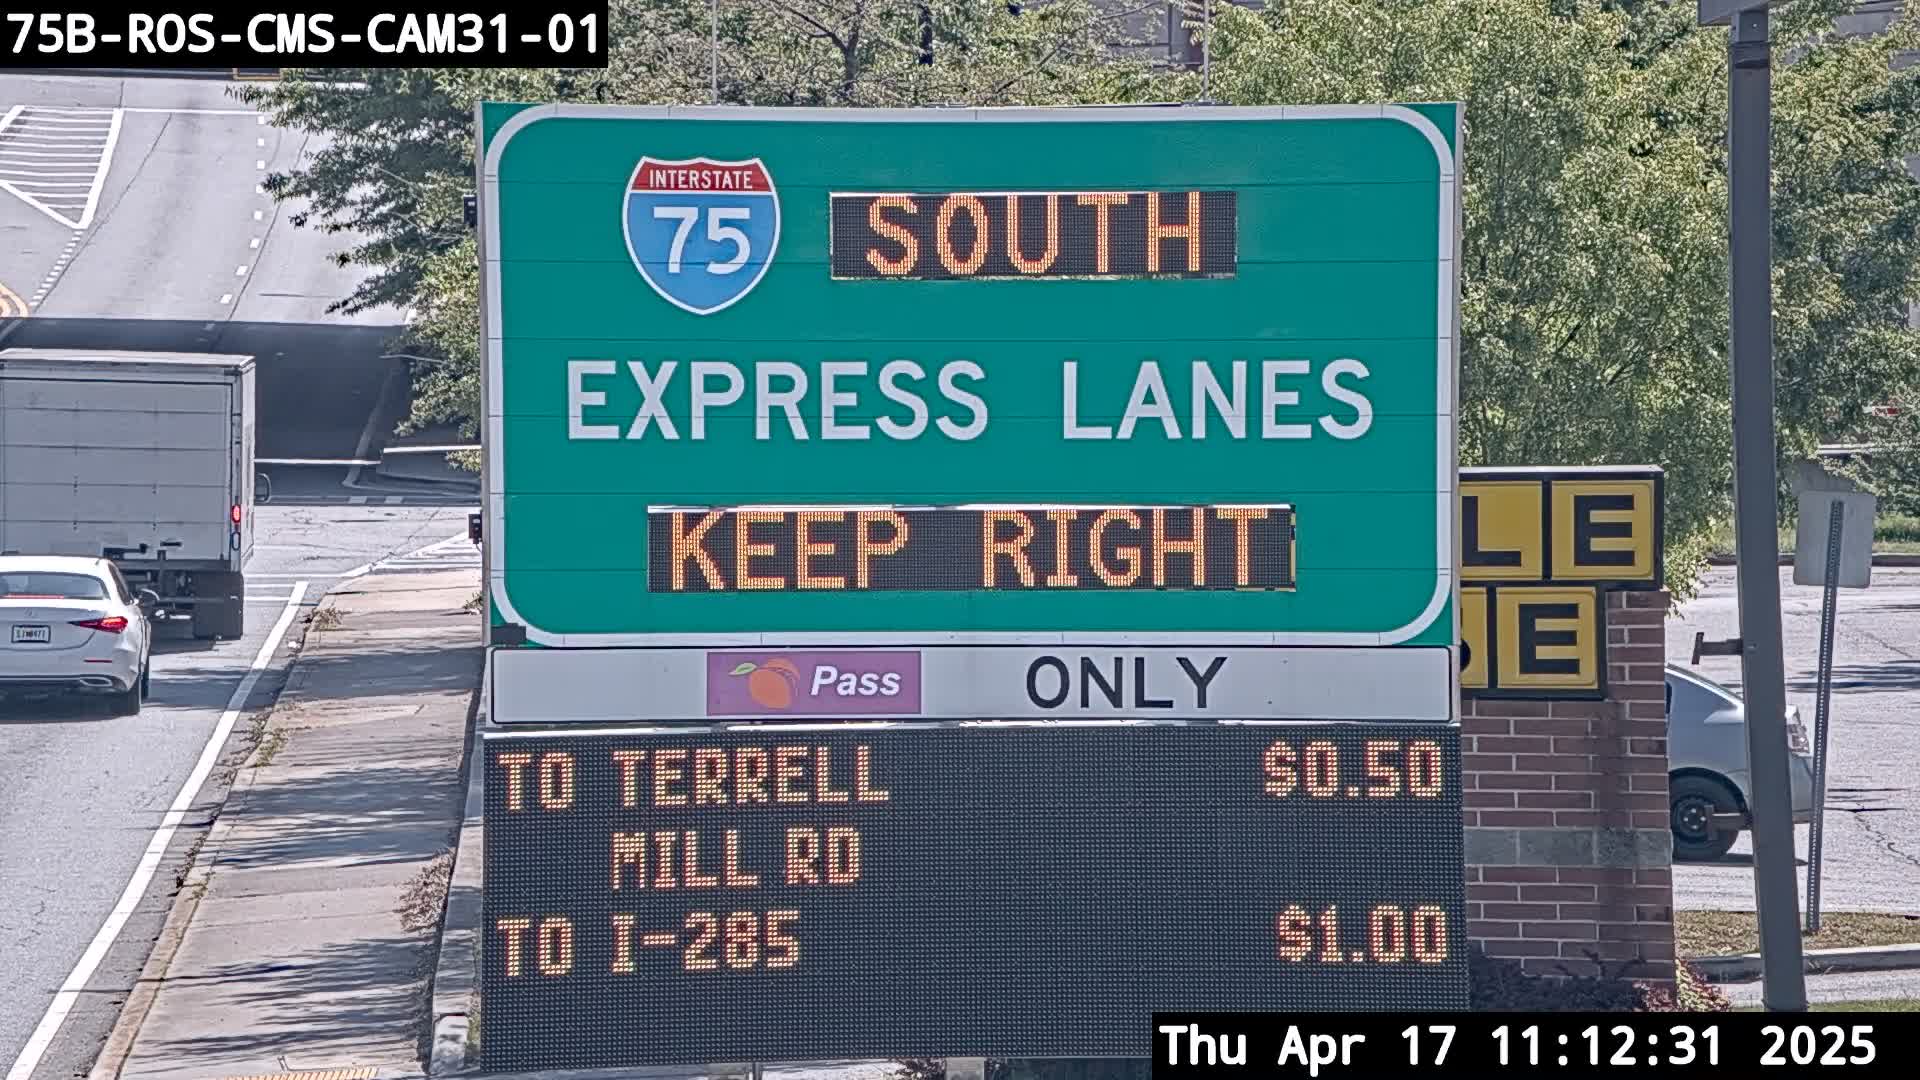 75B-ROS-CMS-CAM31-01
INTERSTATE
75
SOUTH
EXPRESS LANES
KEEP RIGHT
Pass ONLY
LE
E
TO TERRELL $0.50
MILL RD
TO I-285 $1.00
Thu Apr 17 11:12:31 2025